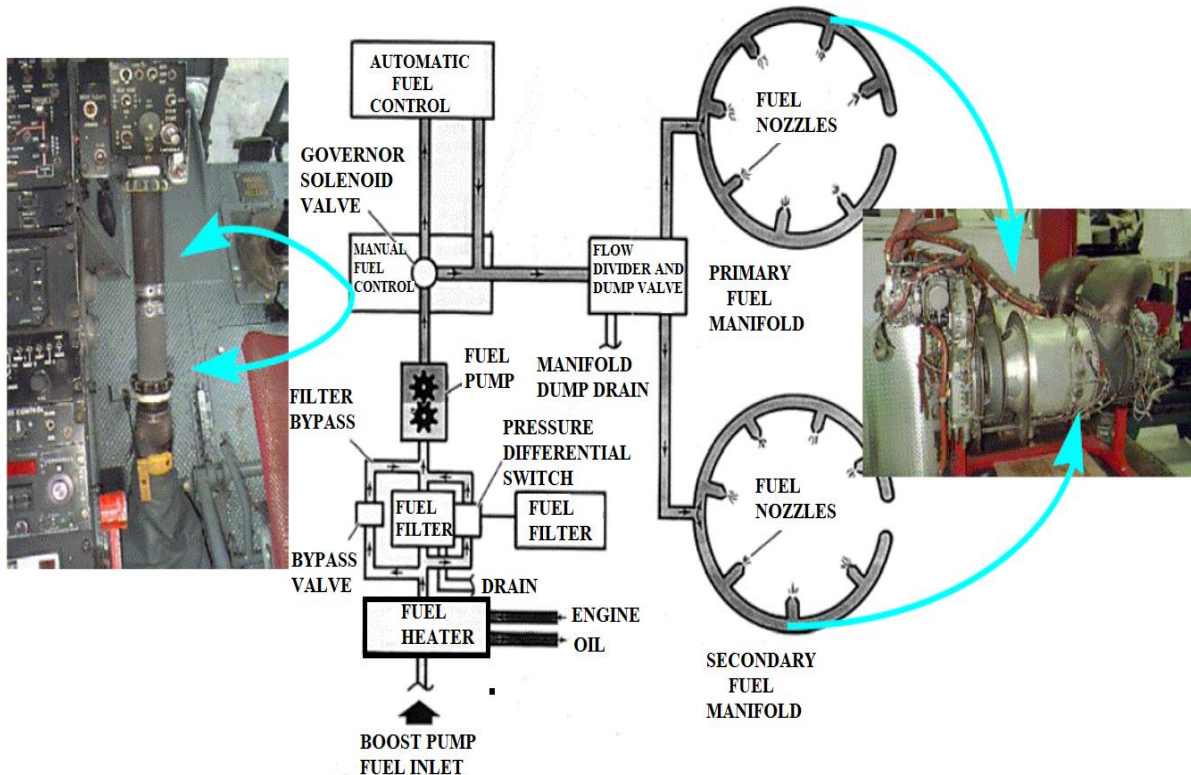 AUTOMATIC
FUEL
CONTROL
GOVERNOR
SOLENOID
VALVE
MANUAL
FUEL
CONTROL
FLOW
DIVIDER AND
DUMP VALVE
FUEL
NOZZLES
PRIMARY
FUEL
MANIFOLD
MANIFOLD
DUMP DRAIN
FUEL
PUMP
FILTER
BYPASS
PRESSURE
DIFFERENTIAL
SWITCH
FUEL
FILTER
FUEL
FILTER
BYPASS
VALVE
DRAIN
FUEL
HEATER
ENGINE
OIL
FUEL
NOZZLES
SECONDARY
FUEL
MANIFOLD
BOOST PUMP
FUEL INLET